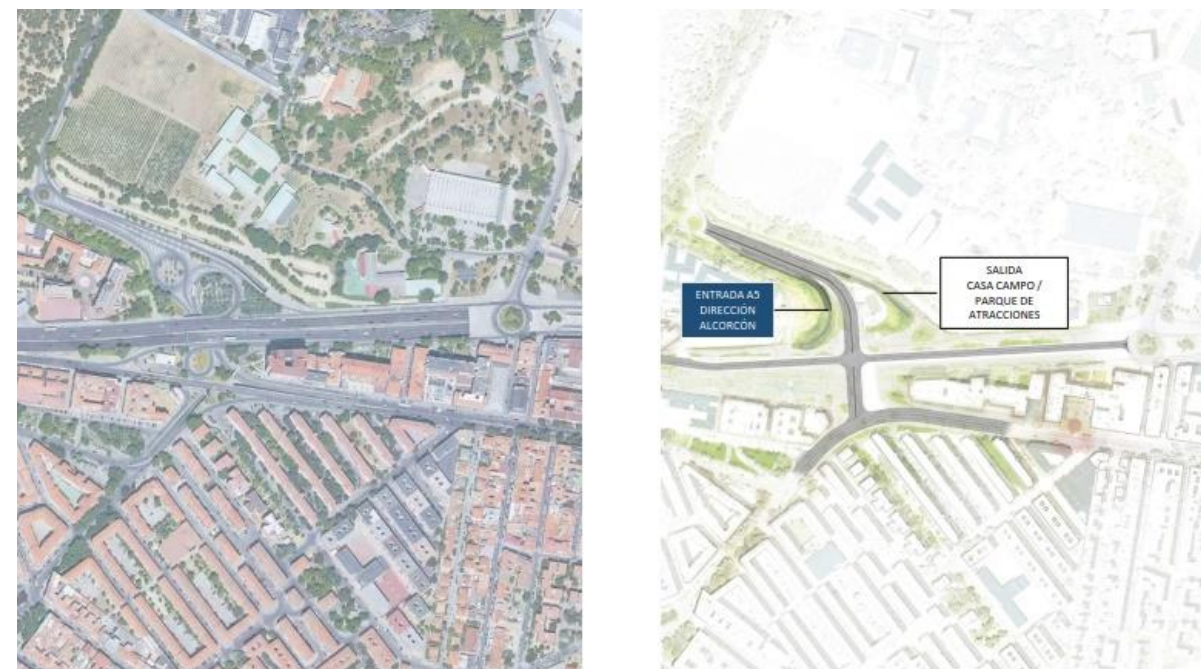 ENTRADA A5
DIRECCIÓN
ALCORCÓN
SALIDA
CASA CAMPO /
PARQUE DE
ATRACCIONES